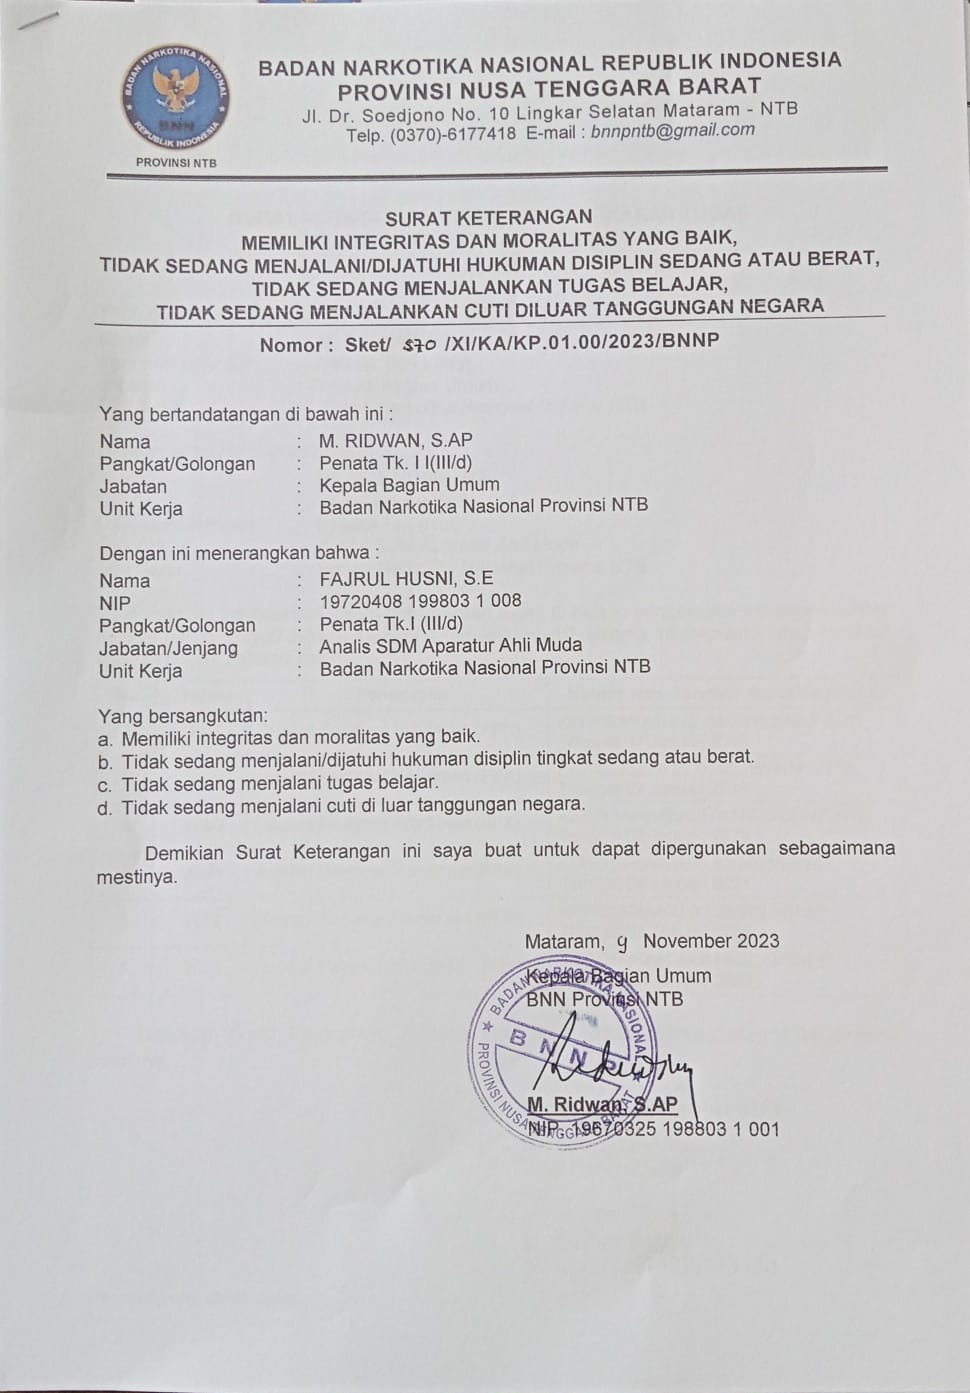 BADAN NARKOTIKA NASIONAL
BNN
REPUBLIK INDONESIA
PROVINSI NTB
BADAN NARKOTIKA NASIONAL REPUBLIK INDONESIA
PROVINSI NUSA TENGGARA BARAT
Jl. Dr. Soedjono No. 10 Lingkar Selatan Mataram - NTB
Telp. (0370)-6177418 E-mail : bnnpntb@gmail.com
SURAT KETERANGAN
MEMILIKI INTEGRITAS DAN MORALITAS YANG BAIK,
TIDAK SEDANG MENJALANI/DIJATUHI HUKUMAN DISIPLIN SEDANG ATAU BERAT,
TIDAK SEDANG MENJALANKAN TUGAS BELAJAR,
TIDAK SEDANG MENJALANKAN CUTI DILUAR TANGGUNGAN NEGARA
Nomor : Sket/ 570 /XI/KA/KP.01.00/2023/BNNP
Yang bertandatangan di bawah ini :
Nama : M. RIDWAN, S.AP
Pangkat/Golongan : Penata Tk. I I(III/d)
Jabatan : Kepala Bagian Umum
Unit Kerja : Badan Narkotika Nasional Provinsi NTB
Dengan ini menerangkan bahwa :
Nama : FAJRUL HUSNI, S.E
NIP : 19720408 199803 1 008
Pangkat/Golongan : Penata Tk.I (III/d)
Jabatan/Jenjang : Analis SDM Aparatur Ahli Muda
Unit Kerja : Badan Narkotika Nasional Provinsi NTB
Yang bersangkutan:
a. Memiliki integritas dan moralitas yang baik.
b. Tidak sedang menjalani/dijatuhi hukuman disiplin tingkat sedang atau berat.
c. Tidak sedang menjalani tugas belajar.
d. Tidak sedang menjalani cuti di luar tanggungan negara.
Demikian Surat Keterangan ini saya buat untuk dapat dipergunakan sebagaimana
mestinya.
Mataram, 9 November 2023
Kepala Bagian Umum
BNN Provinsi NTB
BADAN NARKOTIKA NASIONAL
BNNP
PROVINSI NUSA TENGGARA BARAT
M. Ridwan, S.AP
NIP. 19670325 198803 1 001